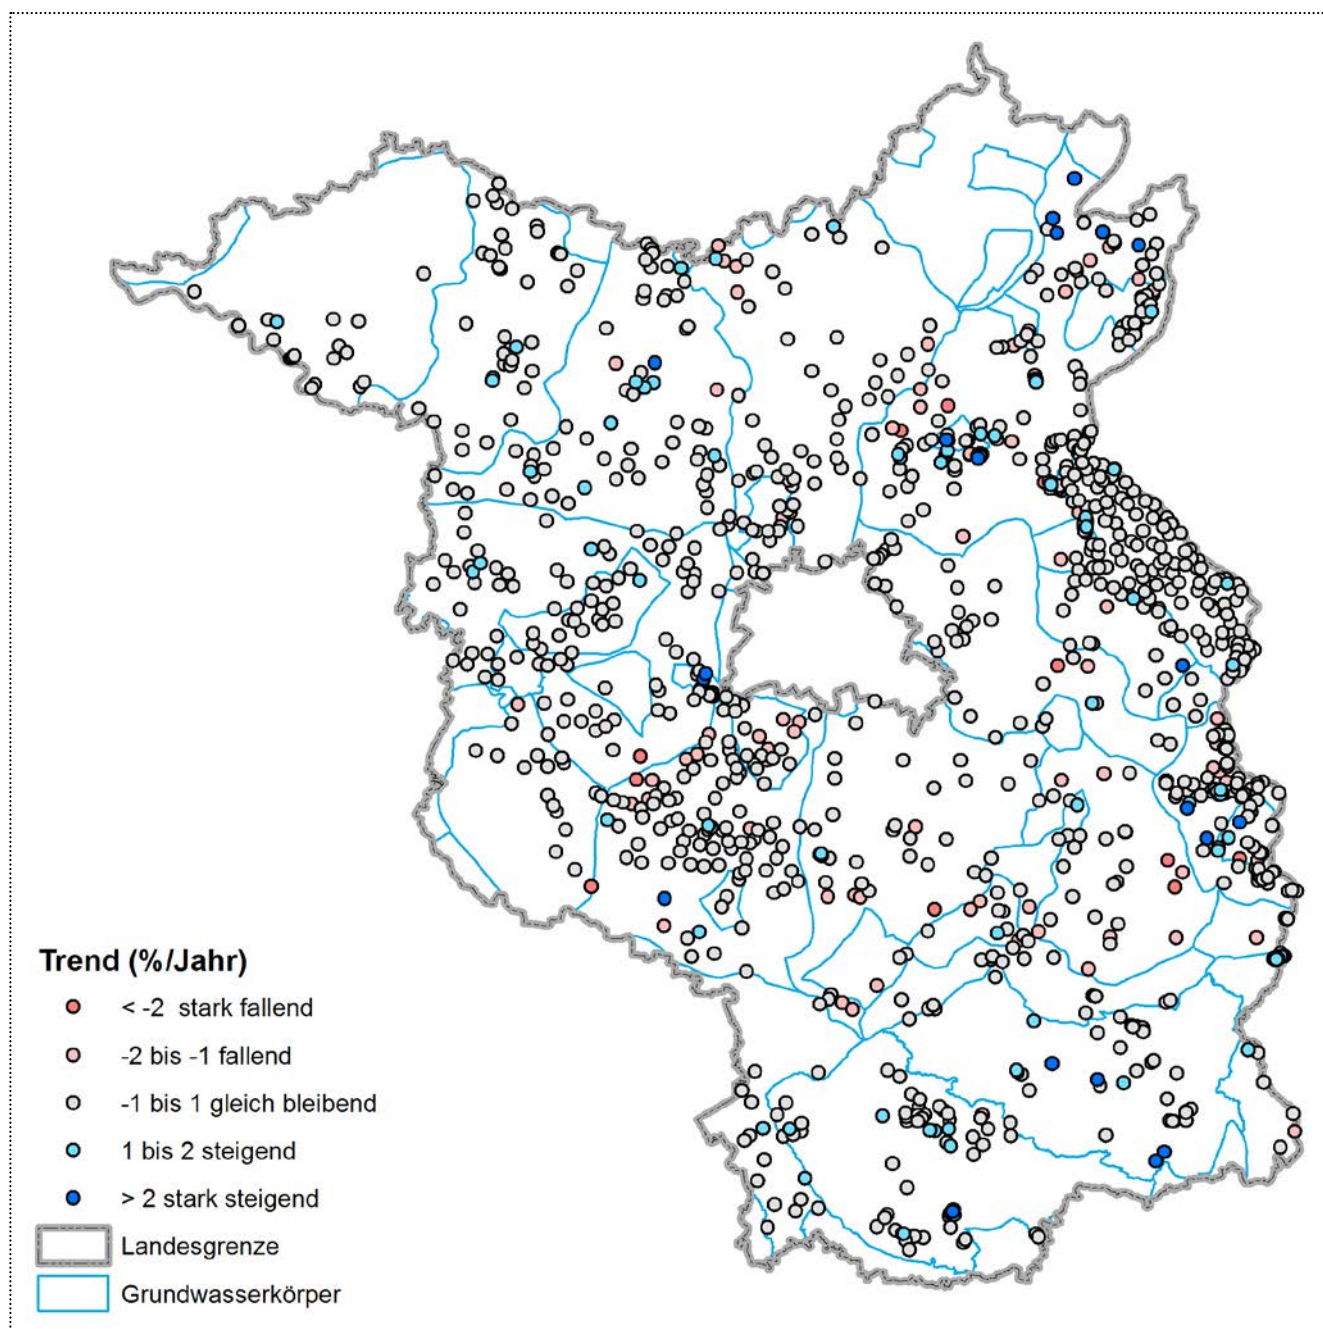 Trend (%/Jahr)
< -2 stark fallend
-2 bis -1 fallend
-1 bis 1 gleich bleibend
1 bis 2 steigend
> 2 stark steigend
Landesgrenze
Grundwasserkörper